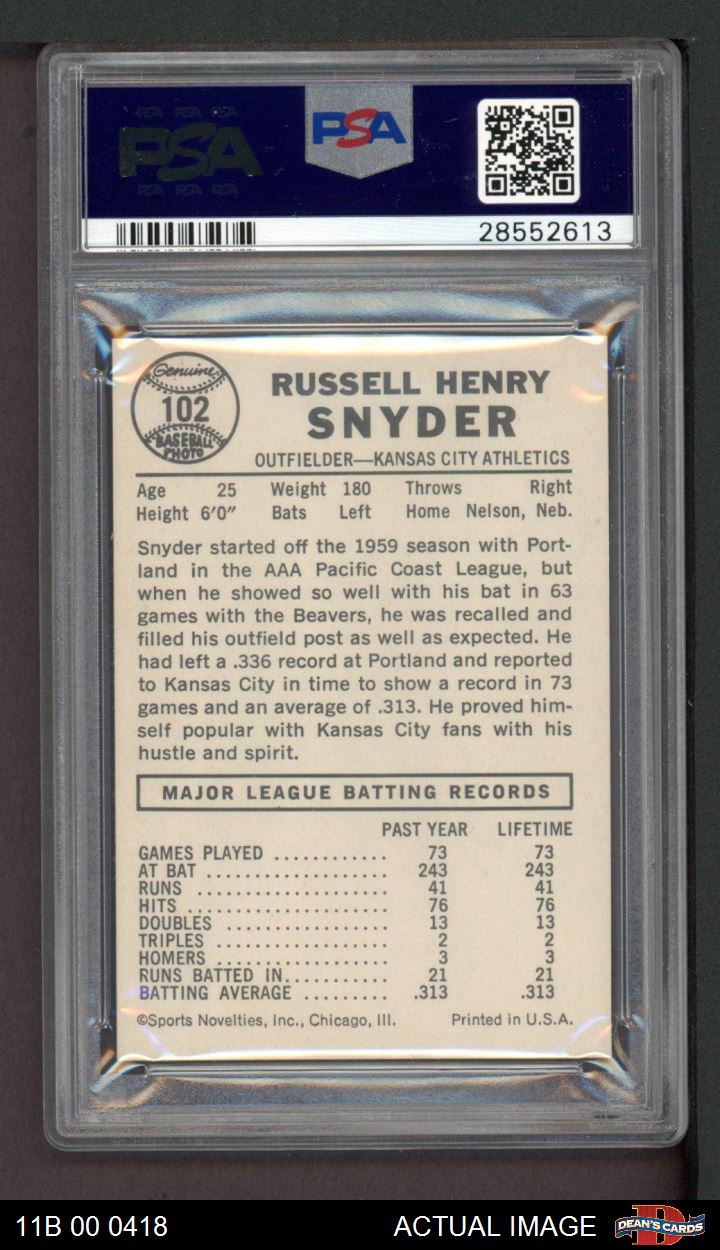 PSA PSA PSA
PSA
PSA PSA PSA
PSA
28552613
Genuine
102
BASEBALL
PHOTO
RUSSELL HENRY
SNYDER
OUTFIELDER—KANSAS CITY ATHLETICS
Age 25 Weight 180 Throws Right
Height 6'0" Bats Left Home Nelson, Neb.
Snyder started off the 1959 season with Port-
land in the AAA Pacific Coast League, but
when he showed so well with his bat in 63
games with the Beavers, he was recalled and
filled his outfield post as well as expected. He
had left a .336 record at Portland and reported
to Kansas City in time to show a record in 73
games and an average of .313. He proved him-
self popular with Kansas City fans with his
hustle and spirit.
MAJOR LEAGUE BATTING RECORDS
PAST YEAR LIFETIME
GAMES PLAYED ............ 73 73
AT BAT .................... 243 243
RUNS ..................... 41 41
HITS ...................... 76 76
DOUBLES .................. 13 13
TRIPLES ................... 2 2
HOMERS ................... 3 3
RUNS BATTED IN............ 21 21
BATTING AVERAGE ......... .313 .313
©Sports Novelties, Inc., Chicago, Ill. Printed in U.S.A.
11B 00 0418 ACTUAL IMAGE DEAN'S CARDS